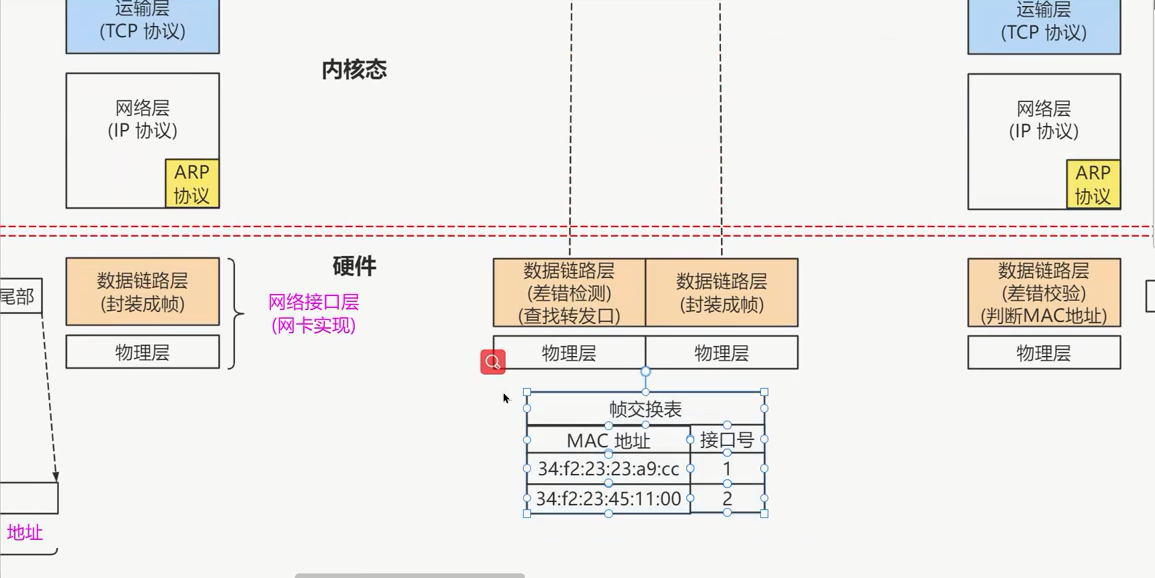 运输层
(TCP 协议)
运输层
(TCP 协议)
内核态
网络层
(IP 协议)
ARP
协议
网络层
(IP 协议)
ARP
协议
硬件
尾部
数据链路层
(封装成帧)
网络接口层
(网卡实现)
物理层
数据链路层
(差错检测)
(查找转发口)
数据链路层
(封装成帧)
物理层
物理层
数据链路层
(差错校验)
(判断MAC地址)
物理层
帧交换表
MAC 地址
接口号
34:f2:23:23:a9:cc
1
34:f2:23:45:11:00
2
地址